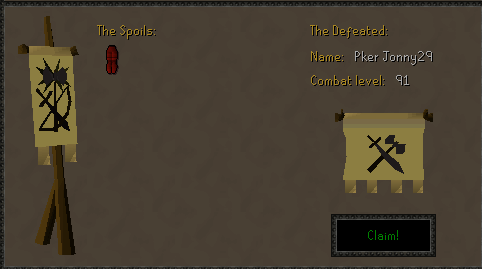 The Spoils:
The Defeated:
Name: Pker Jonny29
Combat level: 91
Claim!